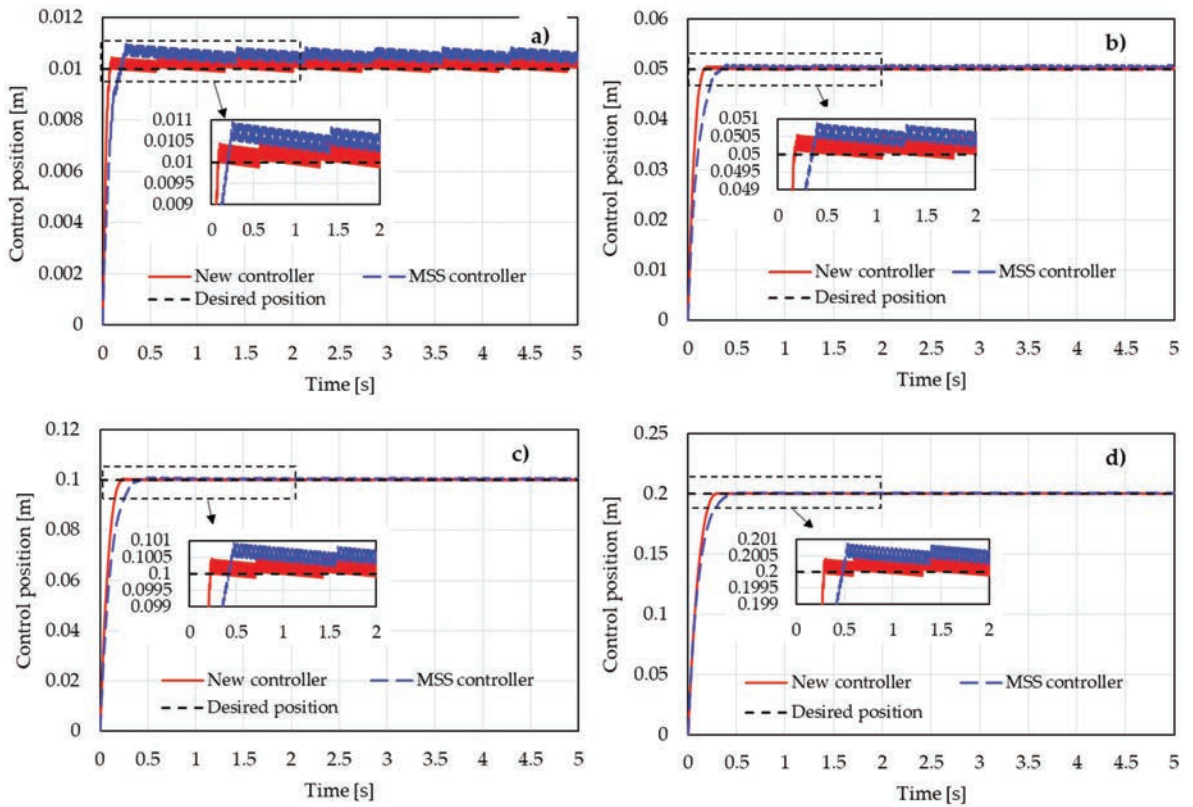 a)
Control position [m]
0.012
0.01
0.008
0.006
0.004
0.002
0
0.011
0.0105
0.01
0.0095
0.009
0 0.5 1 1.5 2
New controller MSS controller
Desired position
0 0.5 1 1.5 2 2.5 3 3.5 4 4.5 5
Time [s]
b)
Control position [m]
0.06
0.05
0.04
0.03
0.02
0.01
0
0.051
0.0505
0.05
0.0495
0.049
0 0.5 1 1.5 2
New controller MSS controller
Desired position
0 0.5 1 1.5 2 2.5 3 3.5 4 4.5 5
Time [s]
c)
Control position [m]
0.12
0.1
0.08
0.06
0.04
0.02
0
0.101
0.1005
0.1
0.0995
0.099
0 0.5 1 1.5 2
New controller MSS controller
Desired position
0 0.5 1 1.5 2 2.5 3 3.5 4 4.5 5
Time [s]
d)
Control position [m]
0.25
0.2
0.15
0.1
0.05
0
0.201
0.2005
0.2
0.1995
0.199
0 0.5 1 1.5 2
New controller MSS controller
Desired position
0 0.5 1 1.5 2 2.5 3 3.5 4 4.5 5
Time [s]